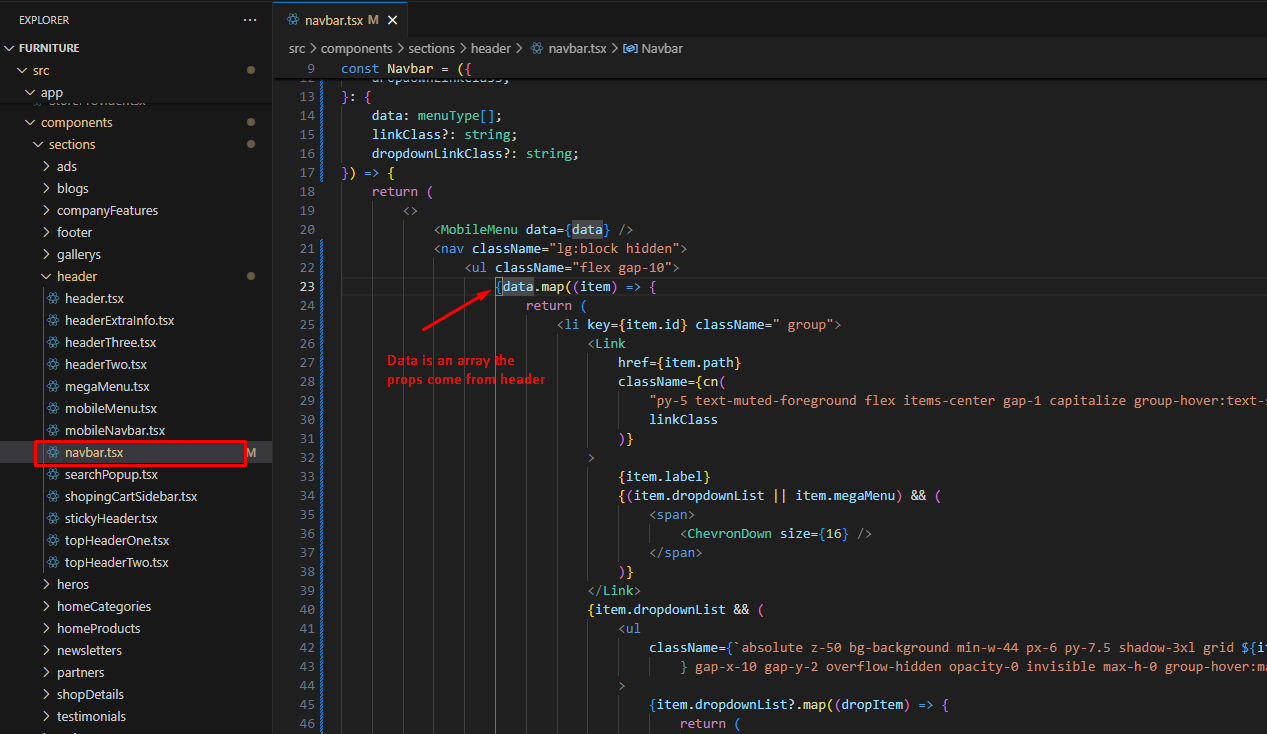 EXPLORER
···
FURNITURE
src
app
components
sections
ads
blogs
companyFeatures
footer
gallerys
header
header.tsx
headerExtraInfo.tsx
headerThree.tsx
headerTwo.tsx
megaMenu.tsx
mobileMenu.tsx
mobileNavbar.tsx
navbar.tsx M
searchPopup.tsx
shopingCartSidebar.tsx
stickyHeader.tsx
topHeaderOne.tsx
topHeaderTwo.tsx
heros
homeCategories
homeProducts
newsletters
partners
shopDetails
testimonials
navbar.tsx M ×
src > components > sections > header > navbar.tsx > Navbar
9 const Navbar = ({
12 dropdownLinkClass,
13 }: {
14 data: menuType[];
15 linkClass?: string;
16 dropdownLinkClass?: string;
17 }) => {
18 return (
19 <>
20 <MobileMenu data={data} />
21 <nav className="lg:block hidden">
22 <ul className="flex gap-10">
23 {data.map((item) => {
24 return (
25 <li key={item.id} className=" group">
26 <Link
27 href={item.path}
28 className={cn(
29 "py-5 text-muted-foreground flex items-center gap-1 capitalize group-hover:text-s
30 linkClass
31 )}
32 >
33 {item.label}
34 {(item.dropdownList || item.megaMenu) && (
35 <span>
36 <ChevronDown size={16} />
37 </span>
38 )}
39 </Link>
40 {item.dropdownList && (
41 <ul
42 className={`absolute z-50 bg-background min-w-44 px-6 py-7.5 shadow-3xl grid ${it
43 } gap-x-10 gap-y-2 overflow-hidden opacity-0 invisible max-h-0 group-hover:ma
44 >
45 {item.dropdownList?.map((dropItem) => {
46 return (
Data is an array the
props come from header